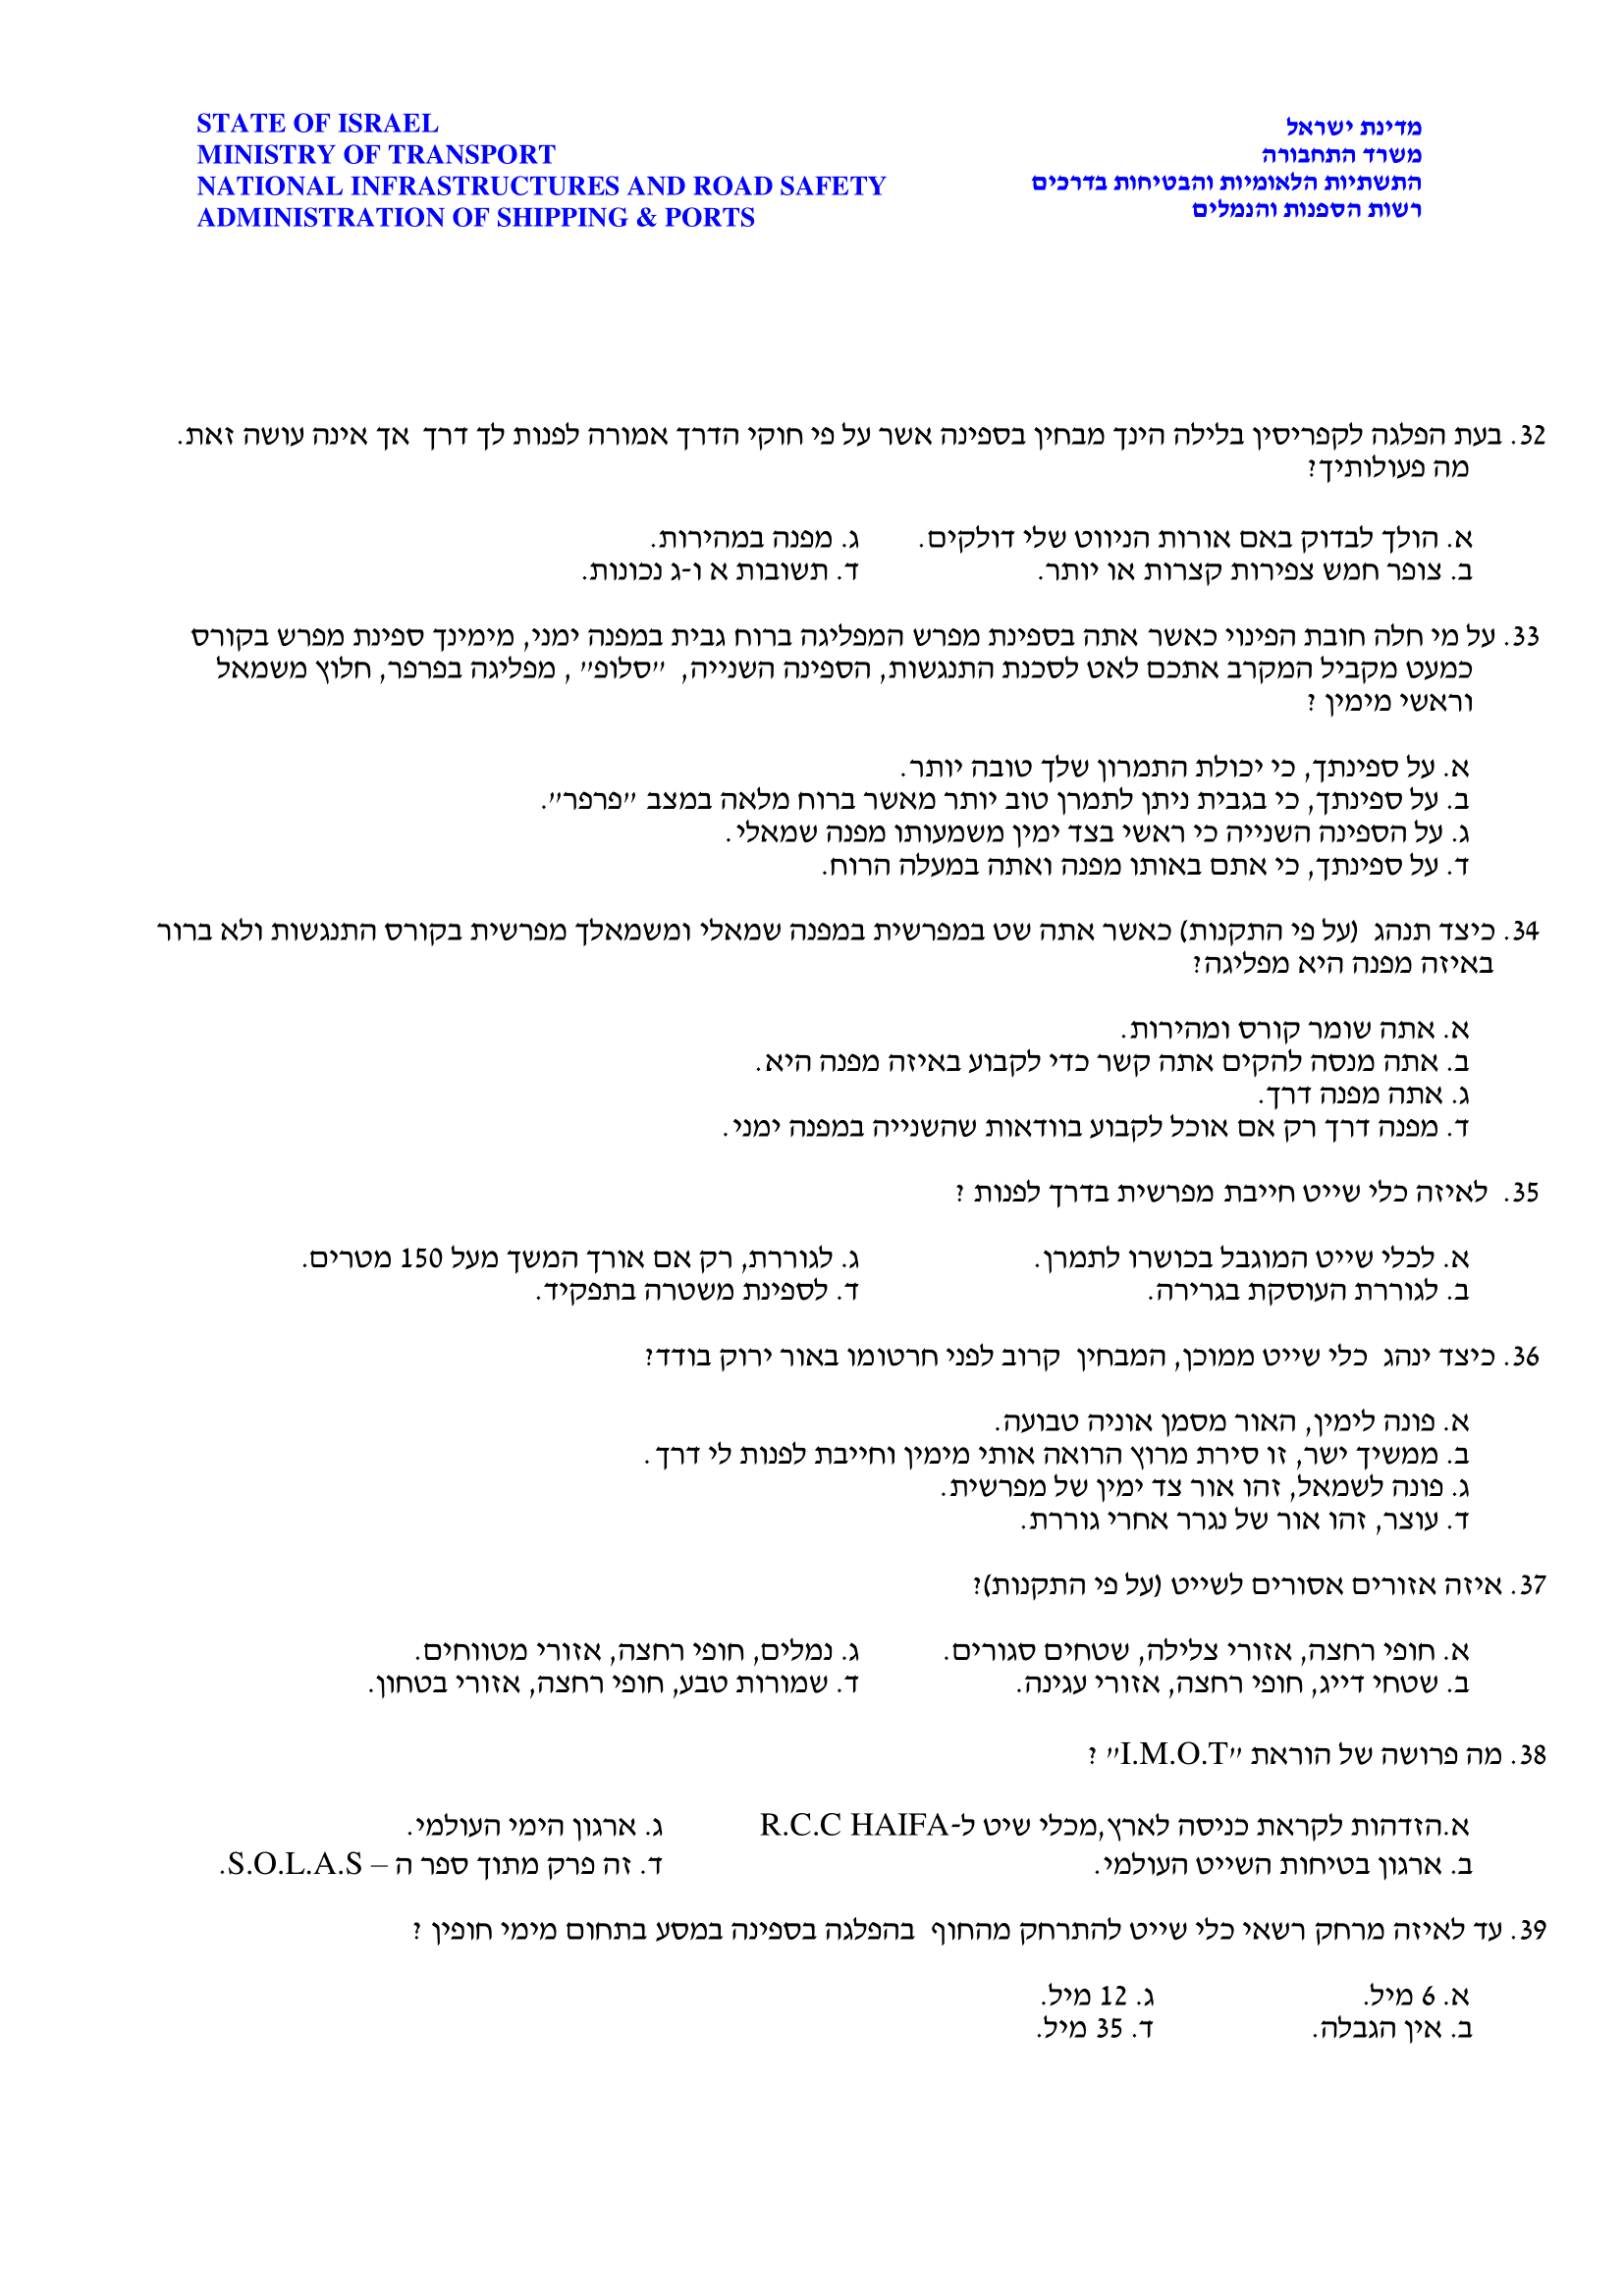 STATE OF ISRAEL
MINISTRY OF TRANSPORT
NATIONAL INFRASTRUCTURES AND ROAD SAFETY
ADMINISTRATION OF SHIPPING & PORTS
מדינת ישראל
משרד התחבורה
התשתיות הלאומיות והבטיחות בדרכים
רשות הספנות והנמלים
32. בעת הפלגה לקפריסין בלילה הינך מבחין בספינה אשר על פי חוקי הדרך אמורה לפנות לך דרך אך אינה עושה זאת.
מה פעולותיך?
א. הולך לבדוק באם אורות הניווט שלי דולקים. ג. מפנה במהירות.
ב. צופר חמש צפירות קצרות או יותר. ד. תשובות א ו-ג נכונות.
33. על מי חלה חובת הפינוי כאשר אתה בספינת מפרש המפליגה ברוח גבית במפנה ימני, מימינך ספינת מפרש בקורס
כמעט מקביל המקרב אתכם לאט לסכנת התנגשות, הספינה השנייה, "סלופ" , מפליגה בפרפר, חלוץ משמאל
וראשי מימין ?
א. על ספינתך, כי יכולת התמרון שלך טובה יותר.
ב. על ספינתך, כי בגבית ניתן לתמרן טוב יותר מאשר ברוח מלאה במצב "פרפר".
ג. על הספינה השנייה כי ראשי בצד ימין משמעותו מפנה שמאלי.
ד. על ספינתך, כי אתם באותו מפנה ואתה במעלה הרוח.
34. כיצד תנהג (על פי התקנות) כאשר אתה שט במפרשית במפנה שמאלי ומשמאלך מפרשית בקורס התנגשות ולא ברור
באיזה מפנה היא מפליגה?
א. אתה שומר קורס ומהירות.
ב. אתה מנסה להקים אתה קשר כדי לקבוע באיזה מפנה היא.
ג. אתה מפנה דרך.
ד. מפנה דרך רק אם אוכל לקבוע בוודאות שהשנייה במפנה ימני.
35. לאיזה כלי שייט חייבת מפרשית בדרך לפנות ?
א. לכלי שייט המוגבל בכושרו לתמרן. ג. לגוררת, רק אם אורך המשך מעל 150 מטרים.
ב. לגוררת העוסקת בגרירה. ד. לספינת משטרה בתפקיד.
36. כיצד ינהג כלי שייט ממוכן, המבחין קרוב לפני חרטומו באור ירוק בודד?
א. פונה לימין, האור מסמן אוניה טבועה.
ב. ממשיך ישר, זו סירת מרוץ הרואה אותי מימין וחייבת לפנות לי דרך.
ג. פונה לשמאל, זהו אור צד ימין של מפרשית.
ד. עוצר, זהו אור של נגרר אחרי גוררת.
37. איזה אזורים אסורים לשייט (על פי התקנות)?
א. חופי רחצה, אזורי צלילה, שטחים סגורים. ג. נמלים, חופי רחצה, אזורי מטווחים.
ב. שטחי דייג, חופי רחצה, אזורי עגינה. ד. שמורות טבע, חופי רחצה, אזורי בטחון.
38. מה פרושה של הוראת "I.M.O.T" ?
א.הזדהות לקראת כניסה לארץ,מכלי שיט ל-R.C.C HAIFA ג. ארגון הימי העולמי.
ב. ארגון בטיחות השייט העולמי. ד. זה פרק מתוך ספר ה – S.O.L.A.S.
39. עד לאיזה מרחק רשאי כלי שייט להתרחק מהחוף בהפלגה בספינה במסע בתחום מימי חופין ?
א. 6 מיל. ג. 12 מיל.
ב. אין הגבלה. ד. 35 מיל.